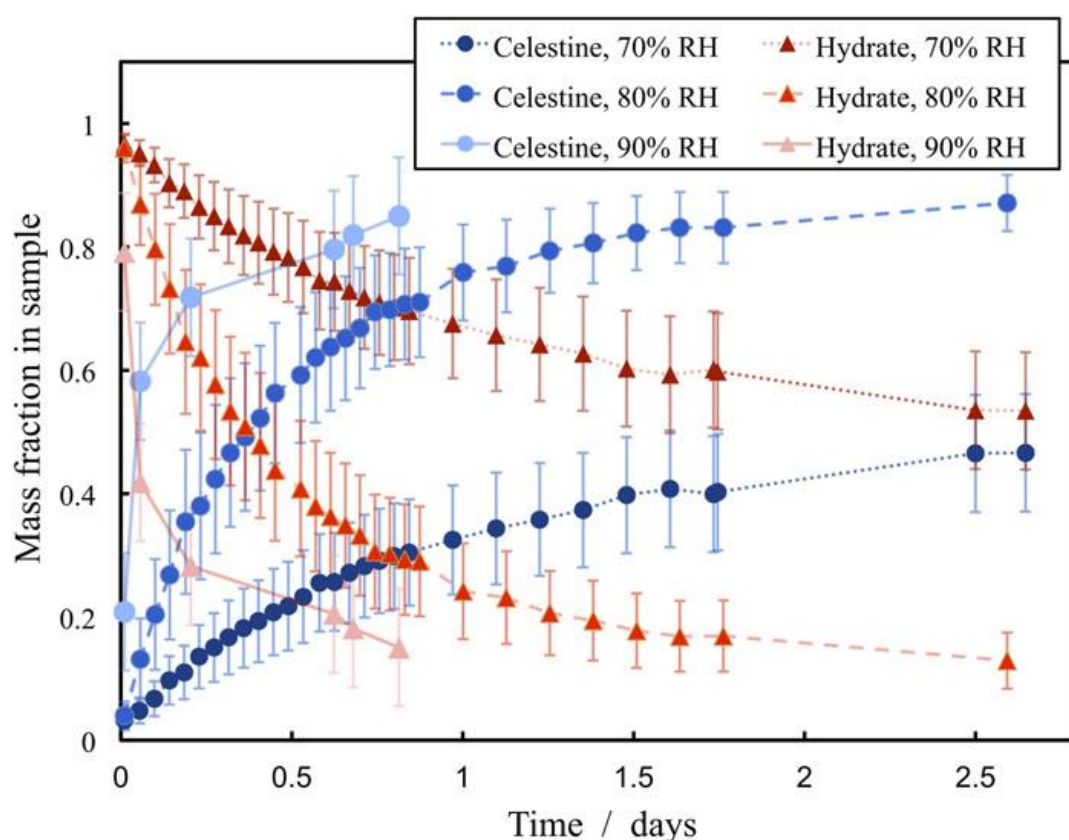 Celestine, 70% RH Hydrate, 70% RH
Celestine, 80% RH Hydrate, 80% RH
Celestine, 90% RH Hydrate, 90% RH
Mass fraction in sample
1
0.8
0.6
0.4
0.2
0
0 0.5 1 1.5 2 2.5
Time / days